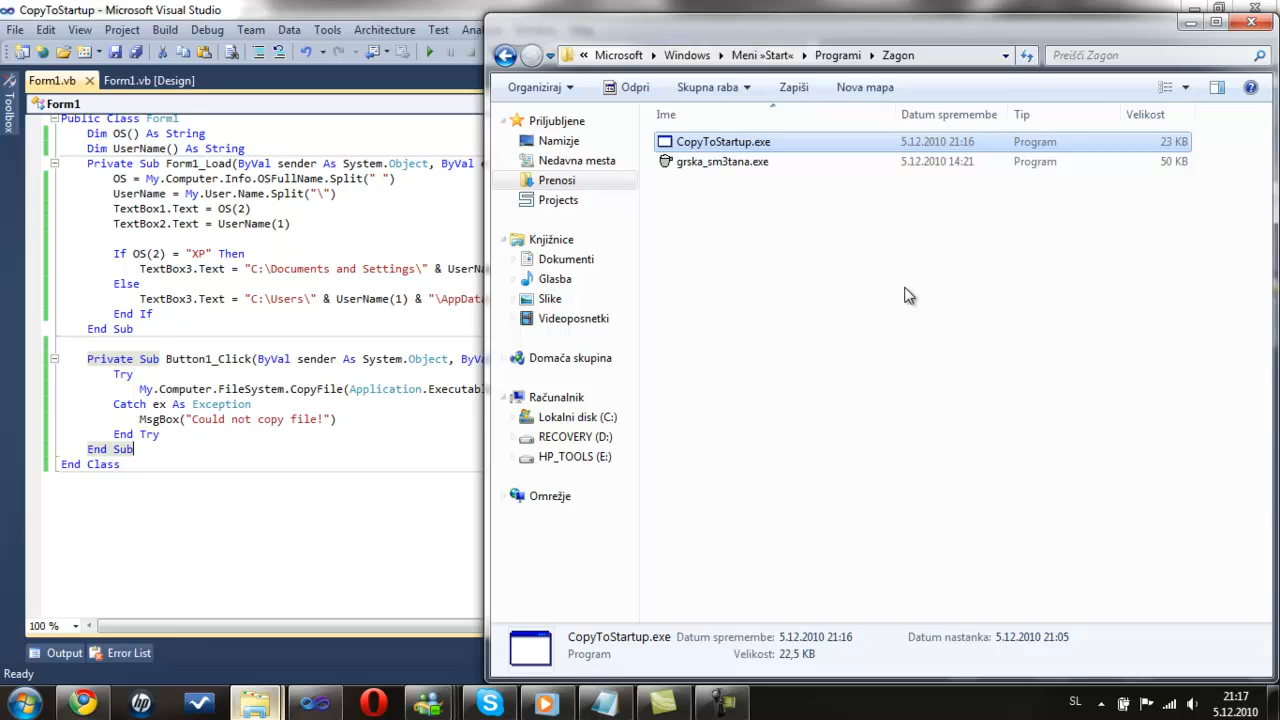 CopyToStartup - Microsoft Visual Studio
File Edit View Project Build Debug Team Data Tools Architecture Test
Form1.vb Form1.vb [Design]
Toolbox
Form1
Public Class Form1
Dim OS() As String
Dim UserName() As String
Private Sub Form1_Load(ByVal sender As System.Object, ByVal
OS = My.Computer.Info.OSFullName.Split(" ")
UserName = My.User.Name.Split("\")
TextBox1.Text = OS(2)
TextBox2.Text = UserName(1)
If OS(2) = "XP" Then
TextBox3.Text = "C:\Documents and Settings\" & UserNa
Else
TextBox3.Text = "C:\Users\" & UserName(1) & "\AppData
End If
End Sub
Private Sub Button1_Click(ByVal sender As System.Object, ByVa
Try
My.Computer.FileSystem.CopyFile(Application.Executabl
Catch ex As Exception
MsgBox("Could not copy file!")
End Try
End Sub
End Class
100 %
Output Error List
Ready
« Microsoft Windows Meni »Start« Programi Zagon
Preišči Zagon
Organiziraj Odpri Skupna raba Zapiši Nova mapa
Priljubljene
Namizje
Nedavna mesta
Prenosi
Projects
Knjižnice
Dokumenti
Glasba
Slike
Videoposnetki
Domača skupina
Računalnik
Lokalni disk (C:)
RECOVERY (D:)
HP_TOOLS (E:)
Omrežje
Ime Datum spremembe Tip Velikost
CopyToStartup.exe 5.12.2010 21:16 Program 23 KB
grska_sm3tana.exe 5.12.2010 14:21 Program 50 KB
CopyToStartup.exe Datum spremembe: 5.12.2010 21:16 Datum nastanka: 5.12.2010 21:05
Program Velikost: 22,5 KB
SL
21:17
5.12.2010